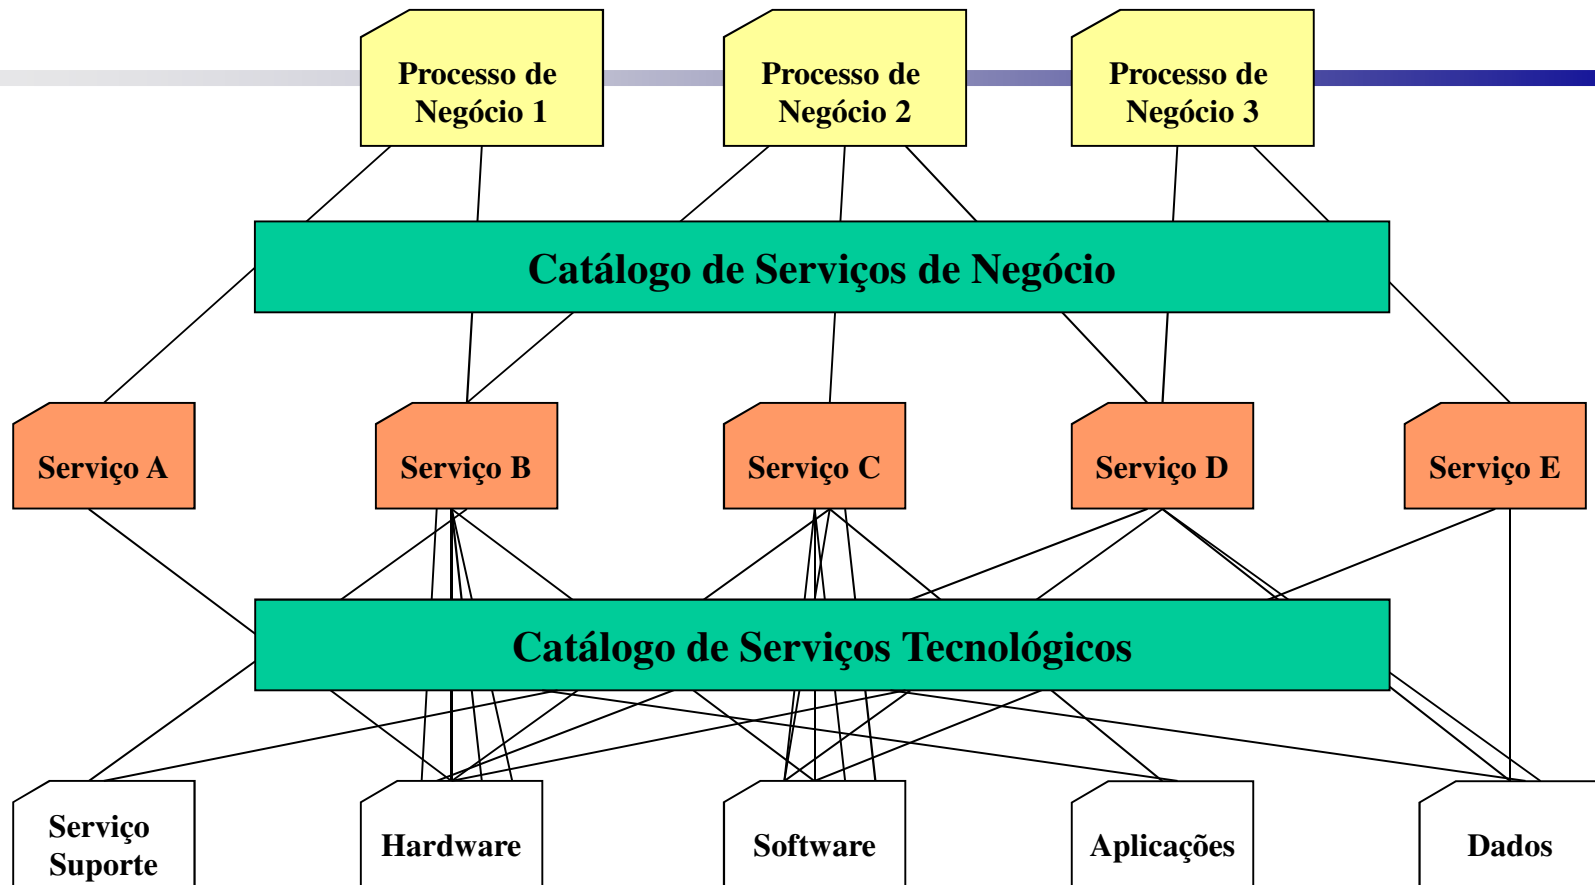 Processo de
Negócio 1
Processo de
Negócio 2
Processo de
Negócio 3
Catálogo de Serviços de Negócio
Serviço A
Serviço B
Serviço C
Serviço D
Serviço E
Catálogo de Serviços Tecnológicos
Serviço
Suporte
Hardware
Software
Aplicações
Dados